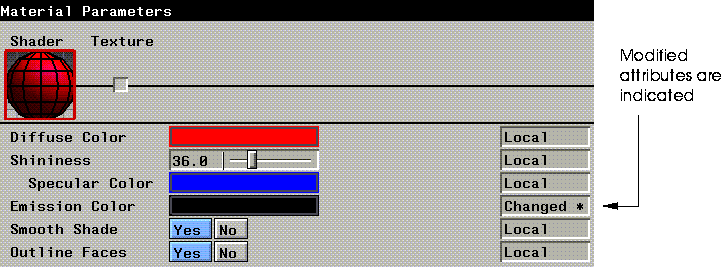 Material Parameters
Shader Texture
Modified
attributes are
indicated
Diffuse Color Local
Shininess 36.0 Local
Specular Color Local
Emission Color Changed *
Smooth Shade Yes No Local
Outline Faces Yes No Local